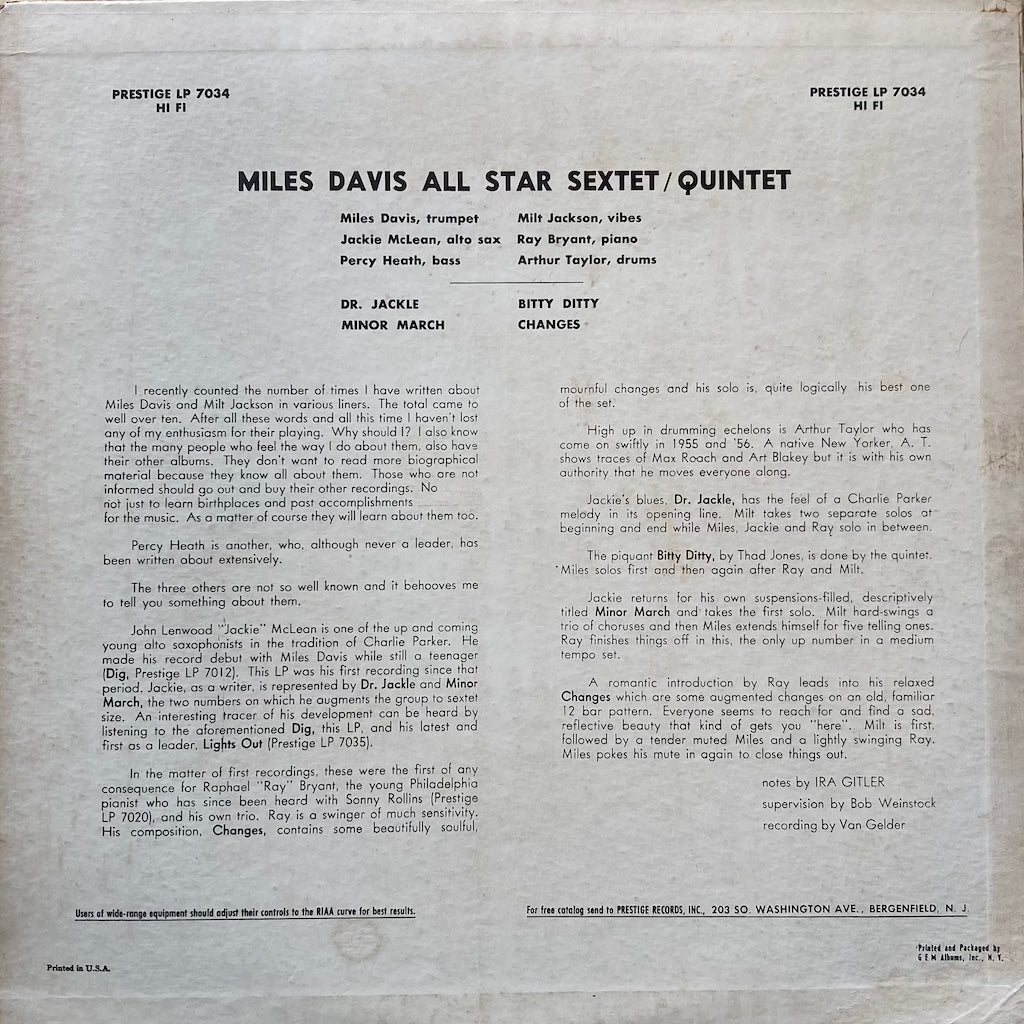 PRESTIGE LP 7034
HI FI
PRESTIGE LP 7034
HI FI
MILES DAVIS ALL STAR SEXTET / QUINTET
Miles Davis, trumpet
Jackie McLean, alto sax
Percy Heath, bass
Milt Jackson, vibes
Ray Bryant, piano
Arthur Taylor, drums
DR. JACKLE
MINOR MARCH
BITTY DITTY
CHANGES
I recently counted the number of times I have written about
Miles Davis and Milt Jackson in various liners. The total came to
well over ten. After all these words and all this time I haven't lost
any of my enthusiasm for their playing. Why should I? I also know
that the many people who feel the way I do about them, also have
their other albums. They don't want to read more biographical
material because they know all about them. Those who are not
informed should go out and buy their other recordings. No
not just to learn birthplaces and past accomplishments
for the music. As a matter of course they will learn about them too.
Percy Heath is another, who, although never a leader, has
been written about extensively.
The three others are not so well known and it behooves me
to tell you something about them.
John Lenwood "Jackie" McLean is one of the up and coming
young alto saxophonists in the tradition of Charlie Parker. He
made his record debut with Miles Davis while still a teenager
(Dig, Prestige LP 7012). This LP was his first recording since that
period. Jackie, as a writer, is represented by Dr. Jackle and Minor
March, the two numbers on which he augments the group to sextet
size. An interesting tracer of his development can be heard by
listening to the aforementioned Dig, this LP, and his latest and
first as a leader, Lights Out (Prestige LP 7035).
In the matter of first recordings, these were the first of any
consequence for Raphael "Ray" Bryant, the young Philadelphia
pianist who has since been heard with Sonny Rollins (Prestige
LP 7020), and his own trio. Ray is a swinger of much sensitivity.
His composition, Changes, contains some beautifully soulful,
mournful changes and his solo is, quite logically his best one
of the set.
High up in drumming echelons is Arthur Taylor who has
come on swiftly in 1955 and '56. A native New Yorker, A. T.
shows traces of Max Roach and Art Blakey but it is with his own
authority that he moves everyone along.
Jackie's blues, Dr. Jackle, has the feel of a Charlie Parker
melody in its opening line. Milt takes two separate solos at
beginning and end while Miles, Jackie and Ray solo in between.
The piquant Bitty Ditty, by Thad Jones, is done by the quintet.
Miles solos first and then again after Ray and Milt.
Jackie returns for his own suspensions-filled, descriptively
titled Minor March and takes the first solo. Milt hard-swings a
trio of choruses and then Miles extends himself for five telling ones.
Ray finishes things off in this, the only up number in a medium
tempo set.
A romantic introduction by Ray leads into his relaxed
Changes which are some augmented changes on an old, familiar
12 bar pattern. Everyone seems to reach for and find a sad,
reflective beauty that kind of gets you "here". Milt is first,
followed by a tender muted Miles and a lightly swinging Ray.
Miles pokes his mute in again to close things out.
notes by IRA GITLER
supervision by Bob Weinstock
recording by Van Gelder
Users of wide-range equipment should adjust their controls to the RIAA curve for best results.
For free catalog send to PRESTIGE RECORDS, INC., 203 SO. WASHINGTON AVE., BERGENFIELD, N. J.
Printed in U.S.A.
Printed and Packaged by
G E M Albums, Inc., N. Y.